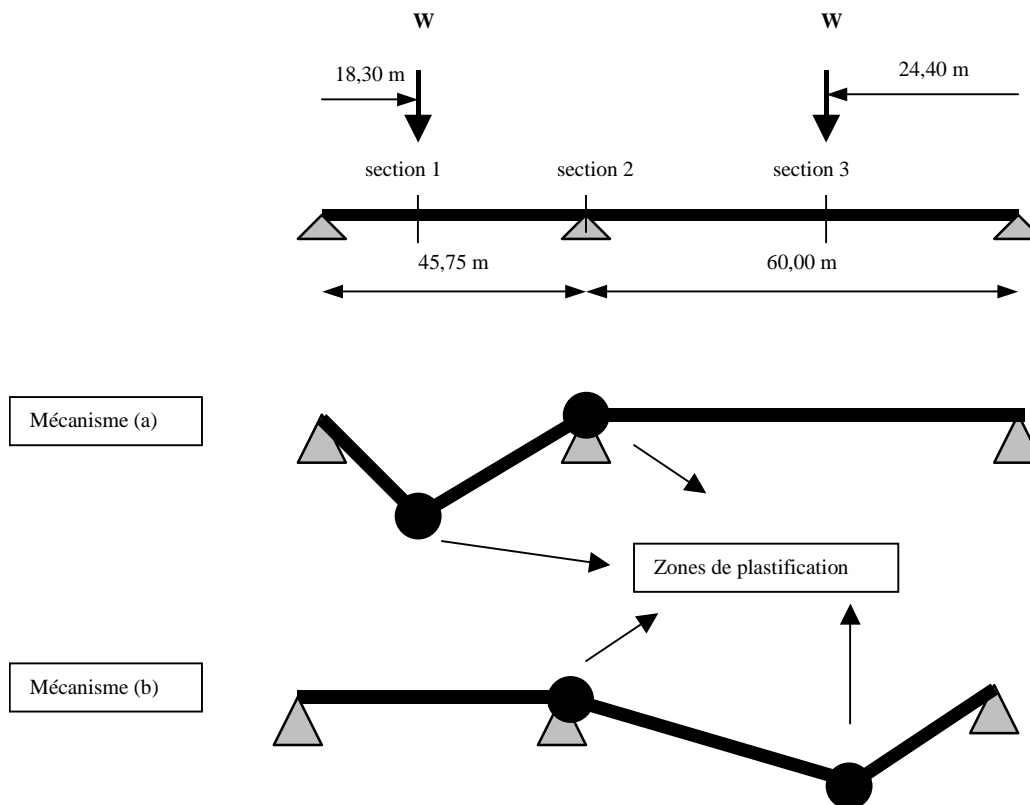 W W
18,30 m 24,40 m
section 1 section 2 section 3
45,75 m 60,00 m
Mécanisme (a)
Zones de plastification
Mécanisme (b)